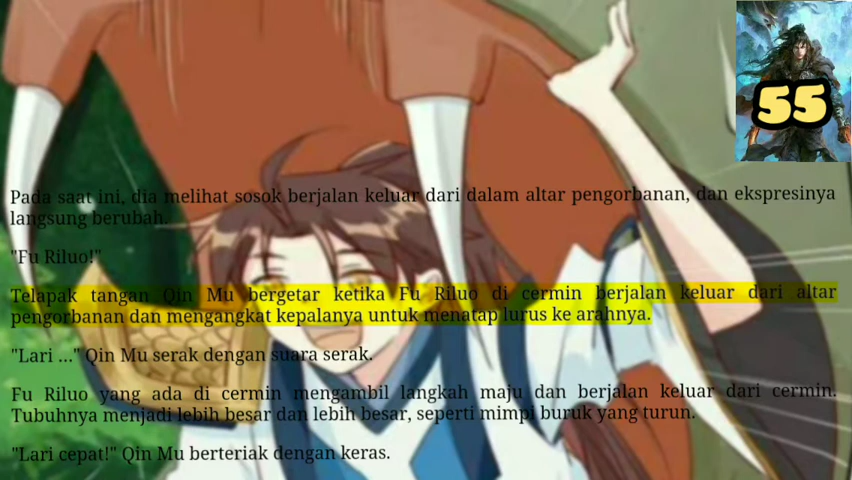 55
Pada saat ini, dia melihat sosok berjalan keluar dari dalam altar pengorbanan, dan ekspresinya
langsung berubah.
"Fu Riluo!"
Telapak tangan Qin Mu bergetar ketika Fu Riluo di cermin berjalan keluar dari altar
pengorbanan dan mengangkat kepalanya untuk menatap lurus ke arahnya.
"Lari ..." Qin Mu serak dengan suara serak.
Fu Riluo yang ada di cermin mengambil langkah maju dan berjalan keluar dari cermin.
Tubuhnya menjadi lebih besar dan lebih besar, seperti mimpi buruk yang turun.
"Lari cepat!" Qin Mu berteriak dengan keras.